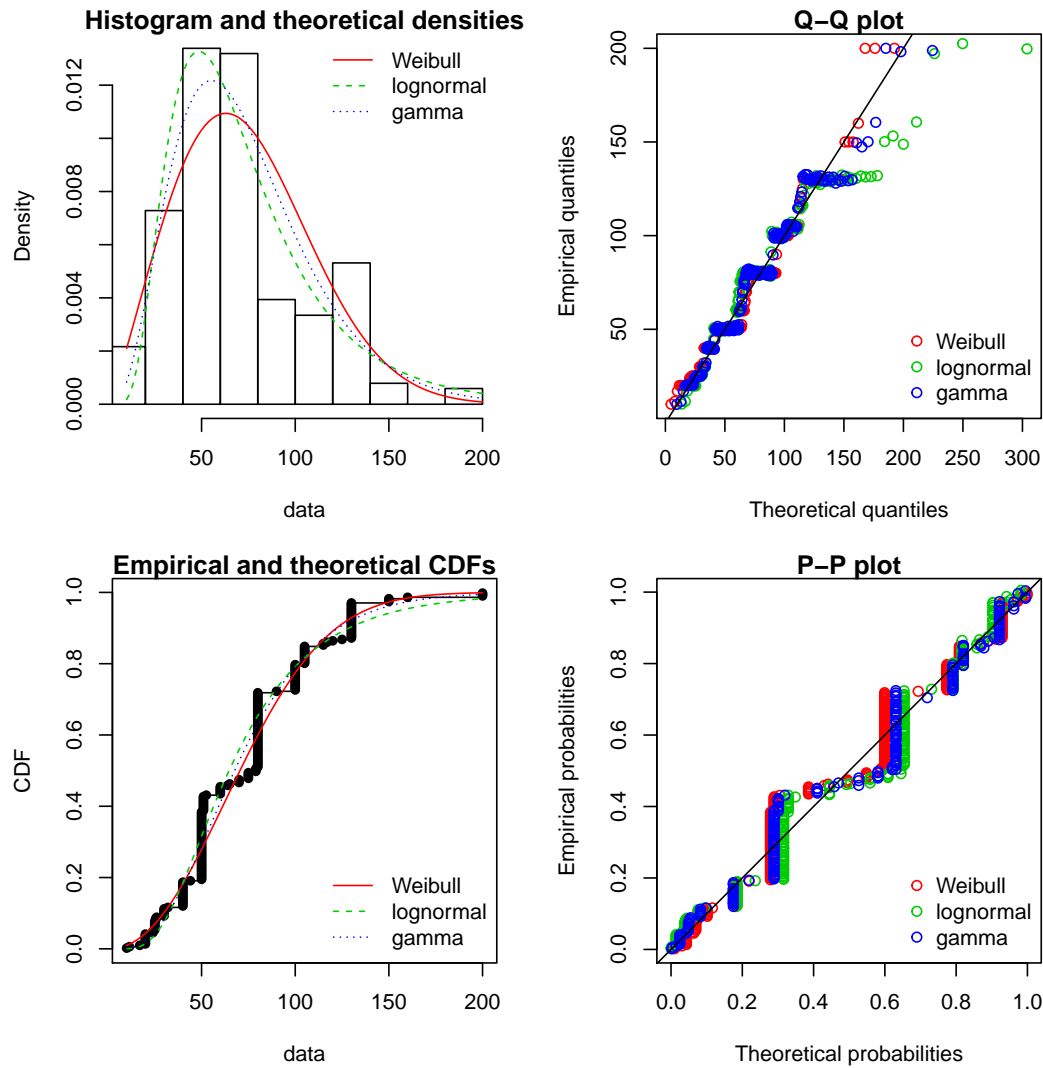 Histogram and theoretical densities
Density
0.000
0.004
0.008
0.012
Weibull
lognormal
gamma
50
100
150
200
data
Q−Q plot
Empirical quantiles
50
100
150
200
Weibull
lognormal
gamma
0
50
100
150
200
250
300
Theoretical quantiles
Empirical and theoretical CDFs
CDF
0.0
0.2
0.4
0.6
0.8
1.0
Weibull
lognormal
gamma
50
100
150
200
data
P−P plot
Empirical probabilities
0.0
0.2
0.4
0.6
0.8
1.0
Weibull
lognormal
gamma
0.0
0.2
0.4
0.6
0.8
1.0
Theoretical probabilities